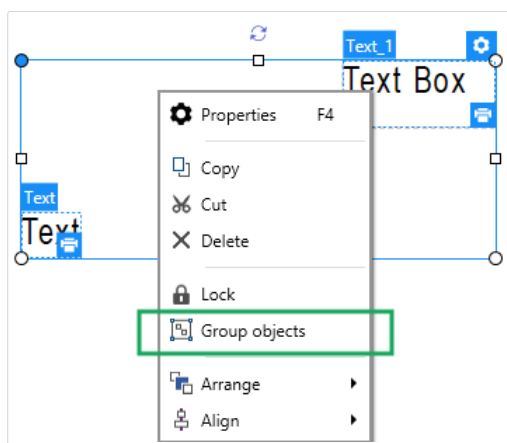 Text_1
Text Box
Properties F4
Copy
Cut
Text
Delete
Text
Lock
Group objects
Arrange
Align